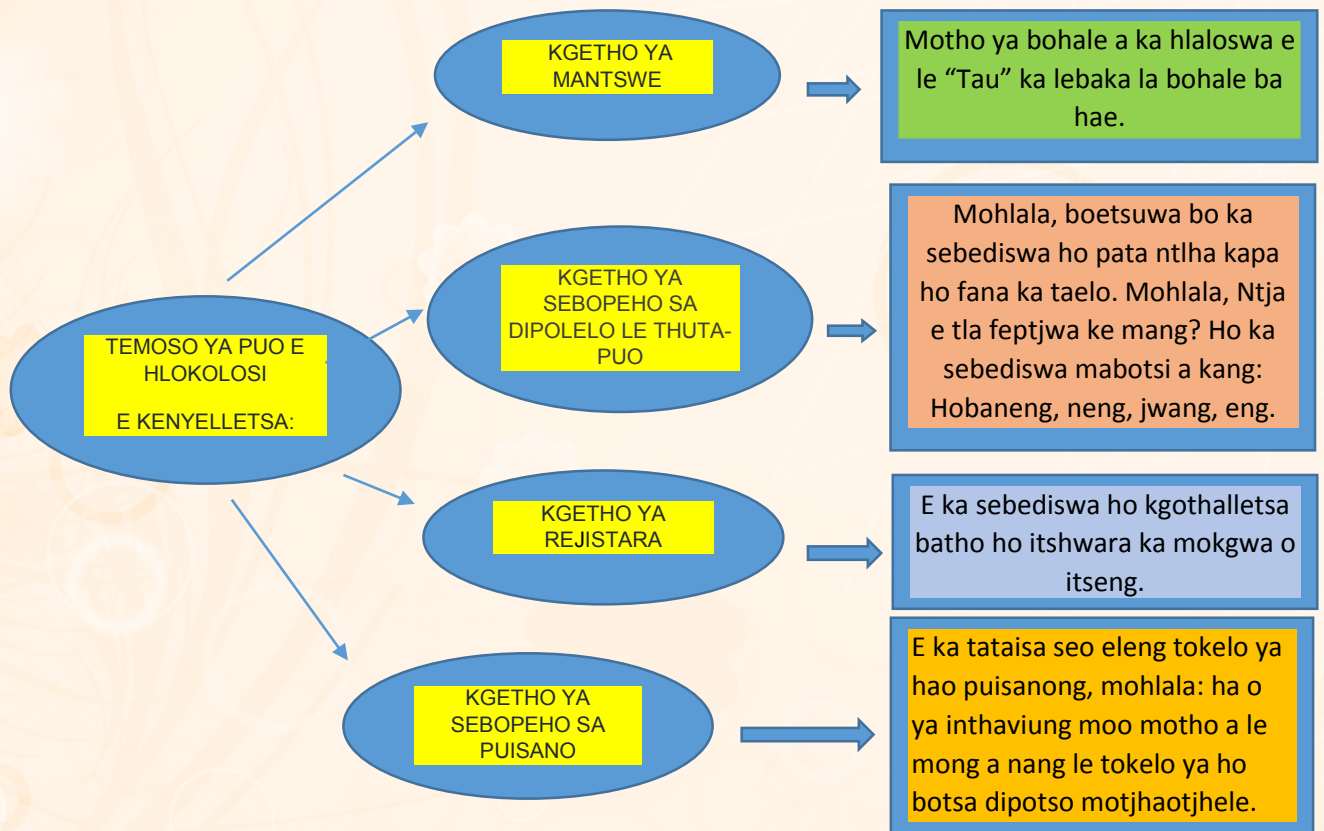 TEMOSO YA PUO E
HLOKOLOSI
E KENYELLETSA:
KGETHO YA
MANTSWE
Motho ya bohale a ka hlaloswa e
le “Tau” ka lebaka la bohale ba
hae.
KGETHO YA
SEBOPEHO SA
DIPOLELO LE THUTA-
PUO
Mohlala, boetsuwa bo ka
sebediswa ho pata ntlha kapa
ho fana ka taelo. Mohlala, Ntja
e tla feptjwa ke mang? Ho ka
sebediswa mabotsi a kang:
Hobaneng, neng, jwang, eng.
KGETHO YA
REJISTARA
E ka sebediswa ho kgothalletsa
batho ho itshwara ka mokgwa o
itseng.
KGETHO YA
SEBOPEHO SA
PUISANO
E ka tataisa seo eleng tokelo ya
hao puisanong, mohlala: ha o
ya inthaviung moo motho a le
mong a nang le tokelo ya ho
botsa dipotso motjhaotjhele.